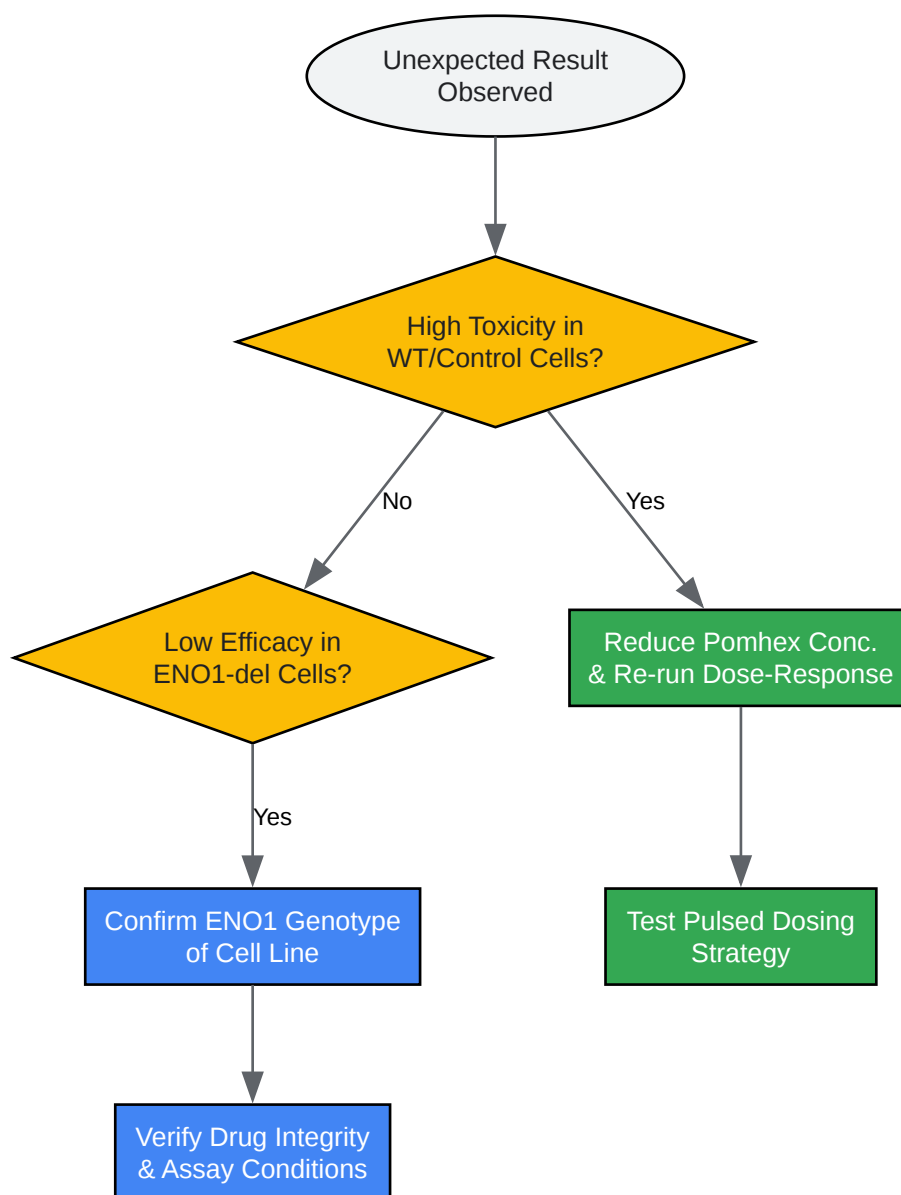 Unexpected Result
Observed
High Toxicity in
WT/Control Cells?
No
Yes
Low Efficacy in
ENO1-del Cells?
Reduce Pomhex Conc.
& Re-run Dose-Response
Yes
Confirm ENO1 Genotype
of Cell Line
Test Pulsed Dosing
Strategy
Verify Drug Integrity
& Assay Conditions